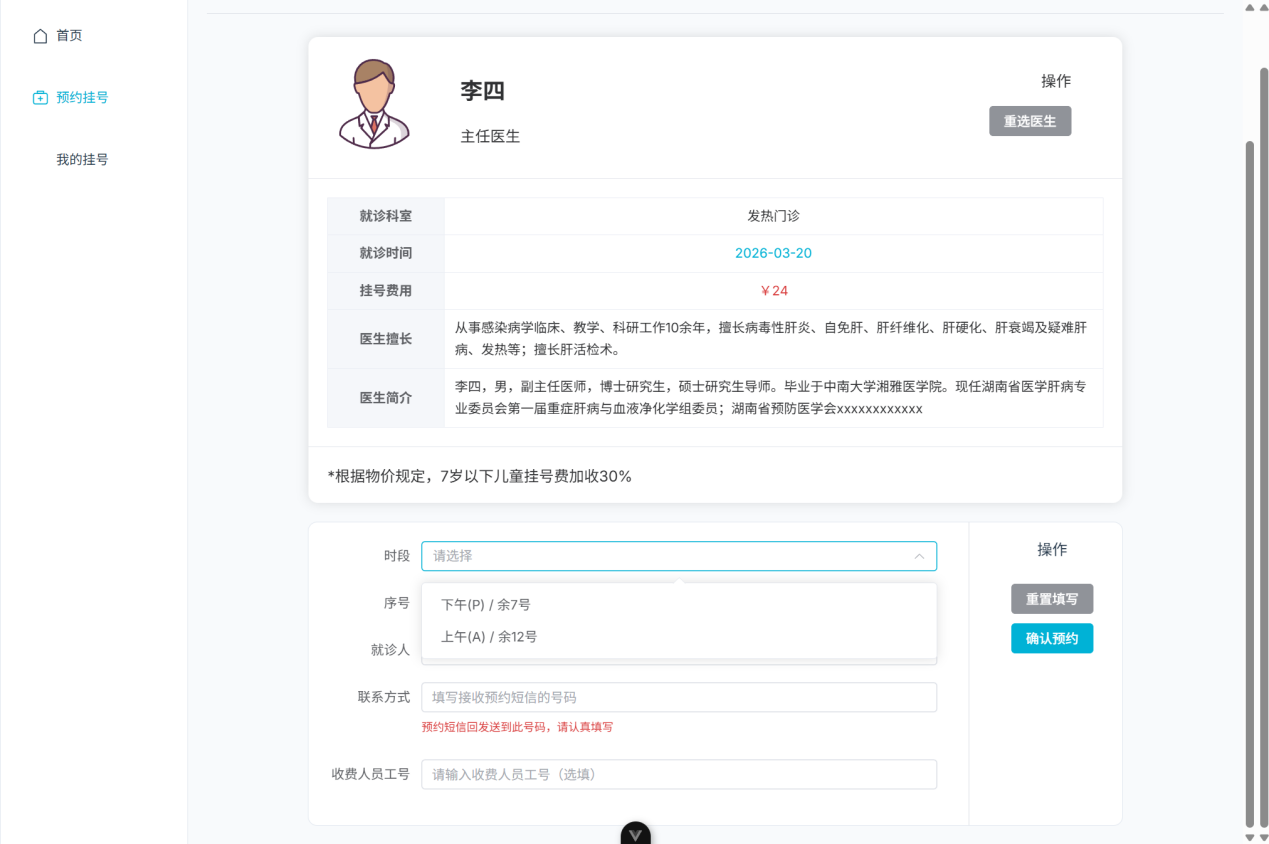 首页
预约挂号
我的挂号
李四
主任医生
操作
重选医生
就诊科室
发热门诊
就诊时间
2026-03-20
挂号费用
￥24
医生擅长
从事感染病学临床、教学、科研工作10余年，擅长病毒性肝炎、自免肝、肝纤维化、肝硬化、肝衰竭及疑难肝
病、发热等；擅长肝活检术。
医生简介
李四，男，副主任医师，博士研究生，硕士研究生导师。毕业于中南大学湘雅医学院。现任湖南省医学肝病专
业委员会第一届重症肝病与血液净化学组委员；湖南省预防医学会xxxxxxxxxxxx
*根据物价规定，7岁以下儿童挂号费加收30%
时段
请选择
下午(P) / 余7号
上午(A) / 余12号
序号
就诊人
联系方式
填写接收预约短信的号码
预约短信回发送到此号码，请认真填写
收费人员工号
请输入收费人员工号（选填）
操作
重置填写
确认预约